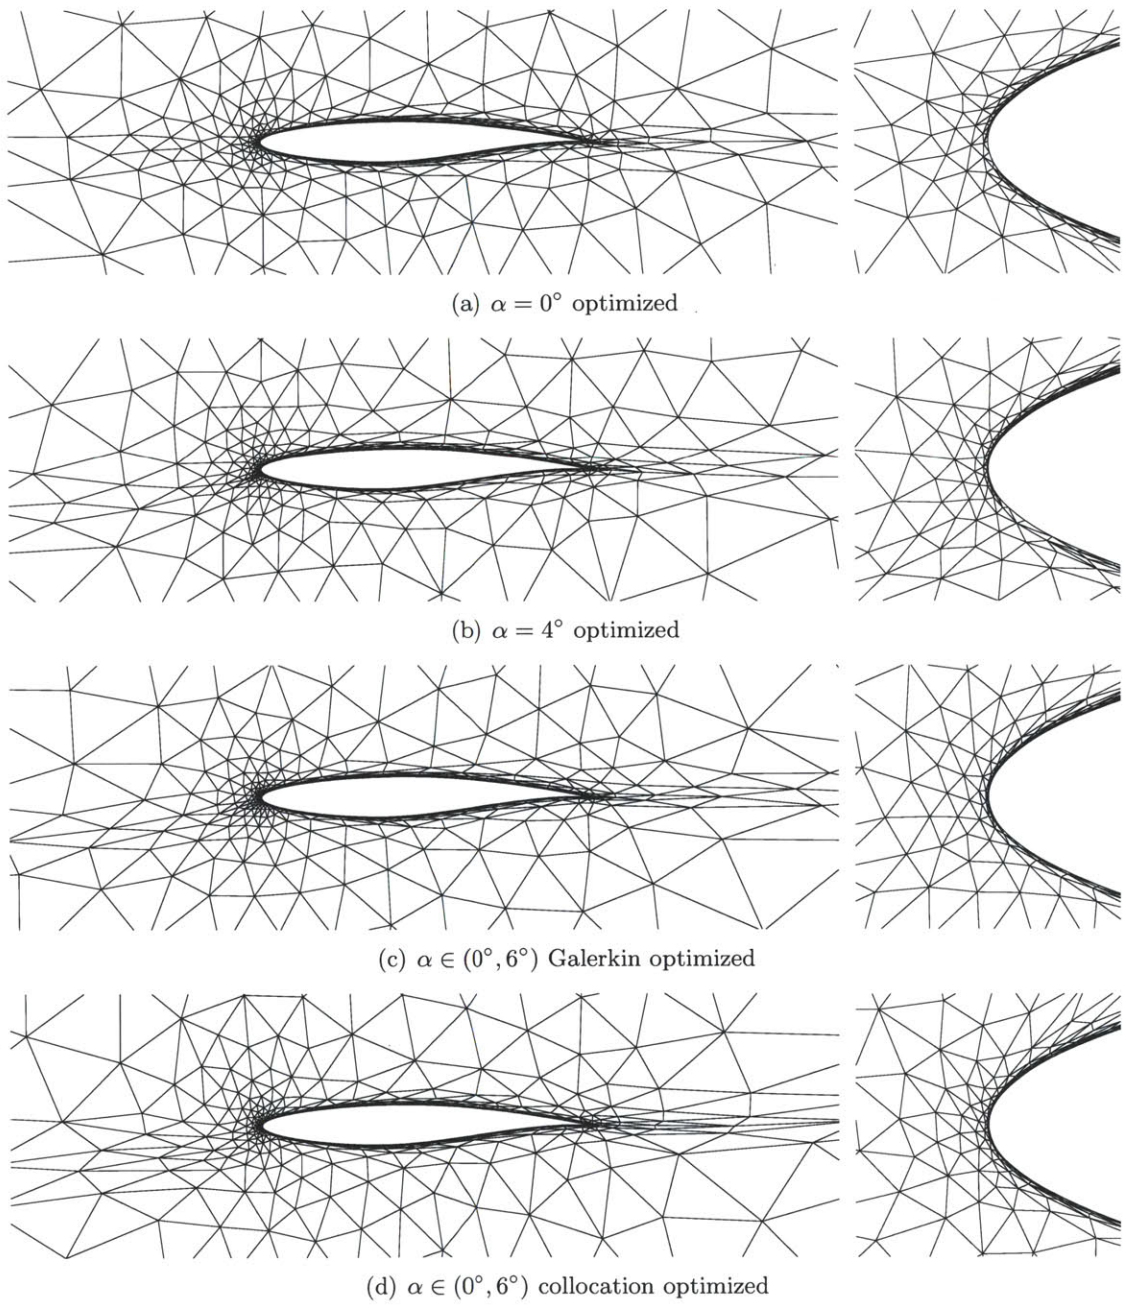 (a) α = 0° optimized
(b) α = 4° optimized
(c) α ∈ (0°, 6°) Galerkin optimized
(d) α ∈ (0°, 6°) collocation optimized